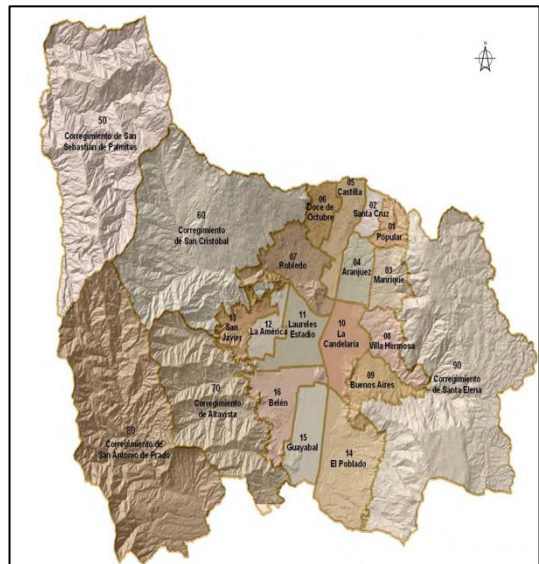 50
Corregimiento de San
Sebastián de Palmitas
60
Corregimiento
de San Cristóbal
05
Castilla
06
Doce de
Octubre
02
Santa Cruz
01
Popular
07
Robledo
04
Aranjuez
03
Manrique
13
San
Javier
12
La América
11
Laureles
Estadio
10
La
Candelaria
08
Villa Hermosa
09
Buenos Aires
90
Corregimiento
de Santa Elena
70
Corregimiento
de Altavista
16
Belén
80
Corregimiento de
San Antonio de Prado
15
Guayabal
14
El Poblado